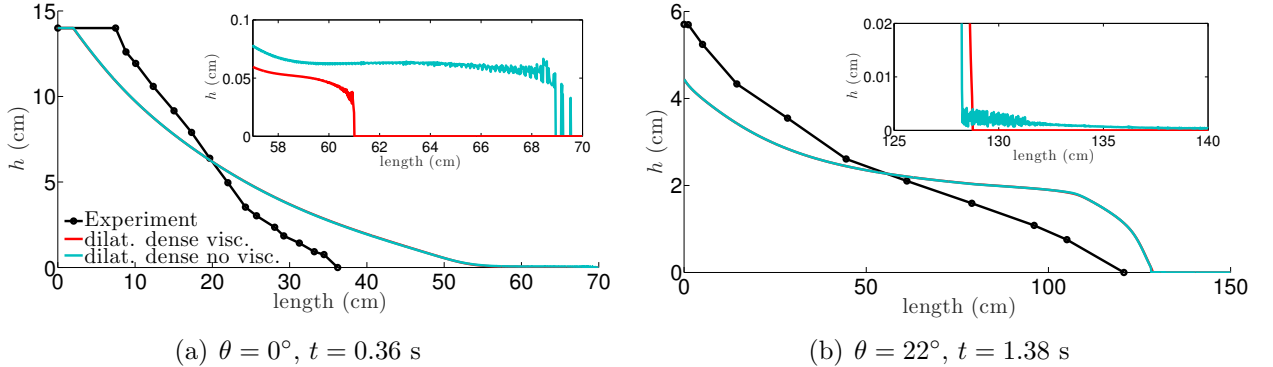 15
10
5
0
h (cm)
0
10
20
30
40
50
60
70
length (cm)
Experiment
dilat. dense visc.
dilat. dense no visc.
0.1
0.05
0
h (cm)
58
60
62
64
66
68
70
length (cm)
(a) θ = 0°, t = 0.36 s
6
4
2
0
h (cm)
0
50
100
150
length (cm)
0.02
0.01
0
h (cm)
125
130
135
140
length (cm)
(b) θ = 22°, t = 1.38 s